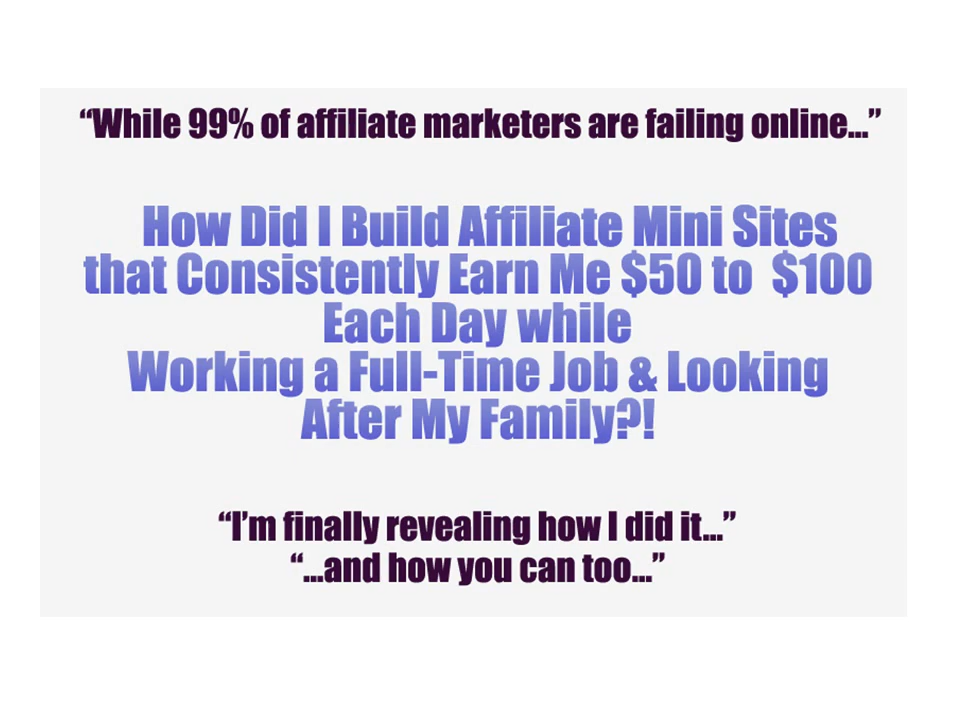 “While 99% of affiliate marketers are failing online...”
How Did I Build Affiliate Mini Sites
that Consistently Earn Me $50 to $100
Each Day while
Working a Full-Time Job & Looking
After My Family?!
“I’m finally revealing how I did it...”
“...and how you can too...”